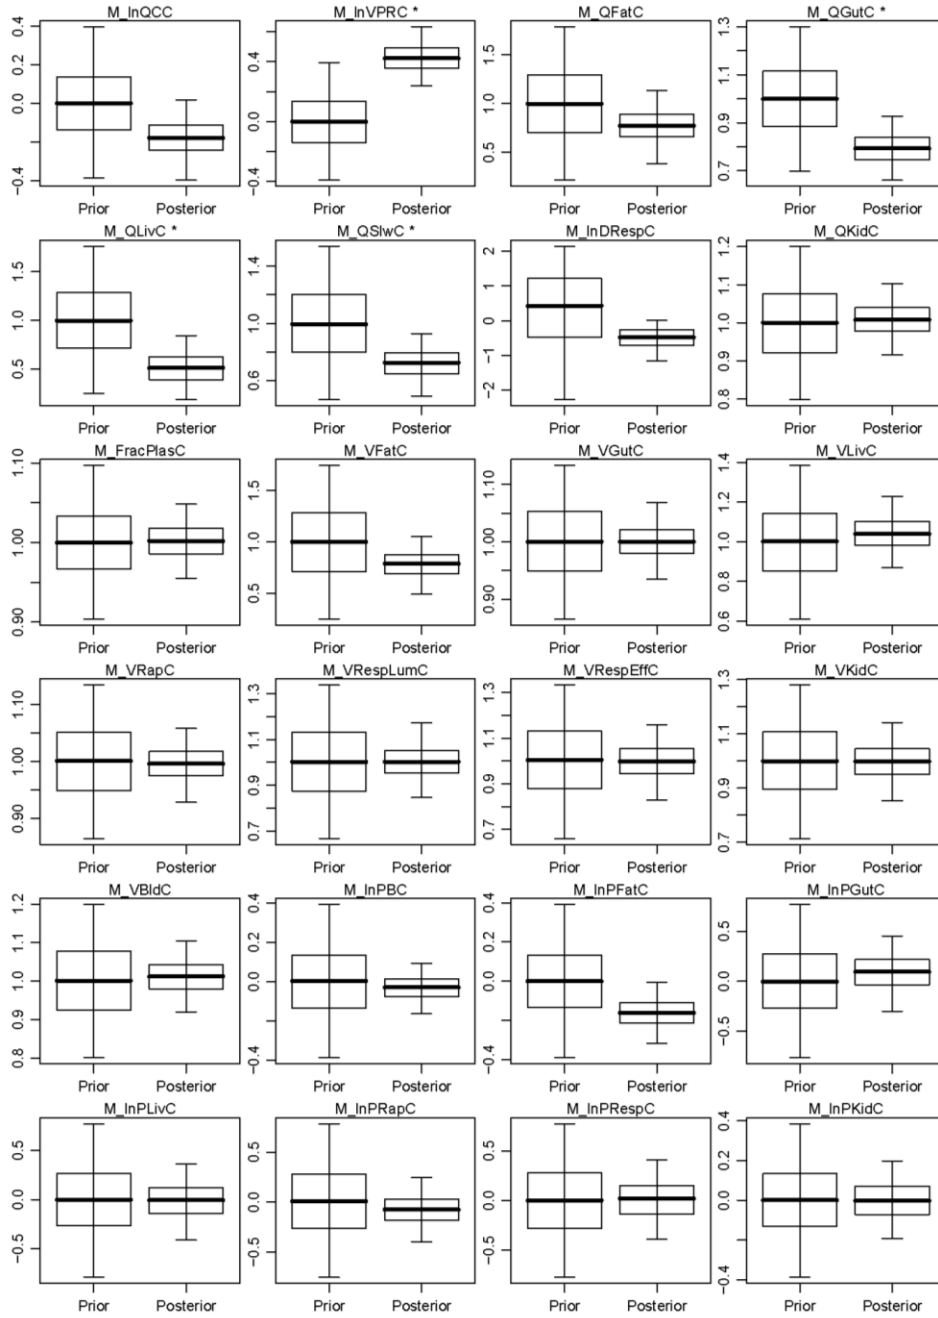 M_lnQCC
0.4
0.2
0.0
−0.4
Prior Posterior
M_lnVPRC *
0.4
0.0
−0.4
Prior Posterior
M_QFatC
1.5
1.0
0.5
Prior Posterior
M_QGutC *
1.3
1.1
0.9
0.7
Prior Posterior
M_QLivC *
1.5
1.0
0.5
Prior Posterior
M_QSlwC *
1.4
1.0
0.6
Prior Posterior
M_lnDRespC
2
1
0
−1
−2
Prior Posterior
M_QKidC
1.2
1.1
1.0
0.9
0.8
Prior Posterior
M_FracPlasC
1.10
1.00
0.90
Prior Posterior
M_VFatC
1.5
1.0
0.5
Prior Posterior
M_VGutC
1.10
1.00
0.90
Prior Posterior
M_VLivC
1.4
1.2
1.0
0.8
0.6
Prior Posterior
M_VRapC
1.10
1.00
0.90
Prior Posterior
M_VRespLumC
1.3
1.1
0.9
0.7
Prior Posterior
M_VRespEffC
1.3
1.1
0.9
0.7
Prior Posterior
M_VKidC
1.3
1.1
0.9
0.7
Prior Posterior
M_VBldC
1.2
1.1
1.0
0.9
0.8
Prior Posterior
M_lnPBC
0.4
0.2
0.0
−0.4
Prior Posterior
M_lnPFatC
0.4
0.2
0.0
−0.4
Prior Posterior
M_lnPGutC
0.5
−0.5
Prior Posterior
M_lnPLivC
0.5
0.0
−0.5
Prior Posterior
M_lnPRapC
0.5
0.0
−0.5
Prior Posterior
M_lnPRespC
0.5
0.0
−0.5
Prior Posterior
M_lnPKidC
0.4
0.2
0.0
−0.4
Prior Posterior